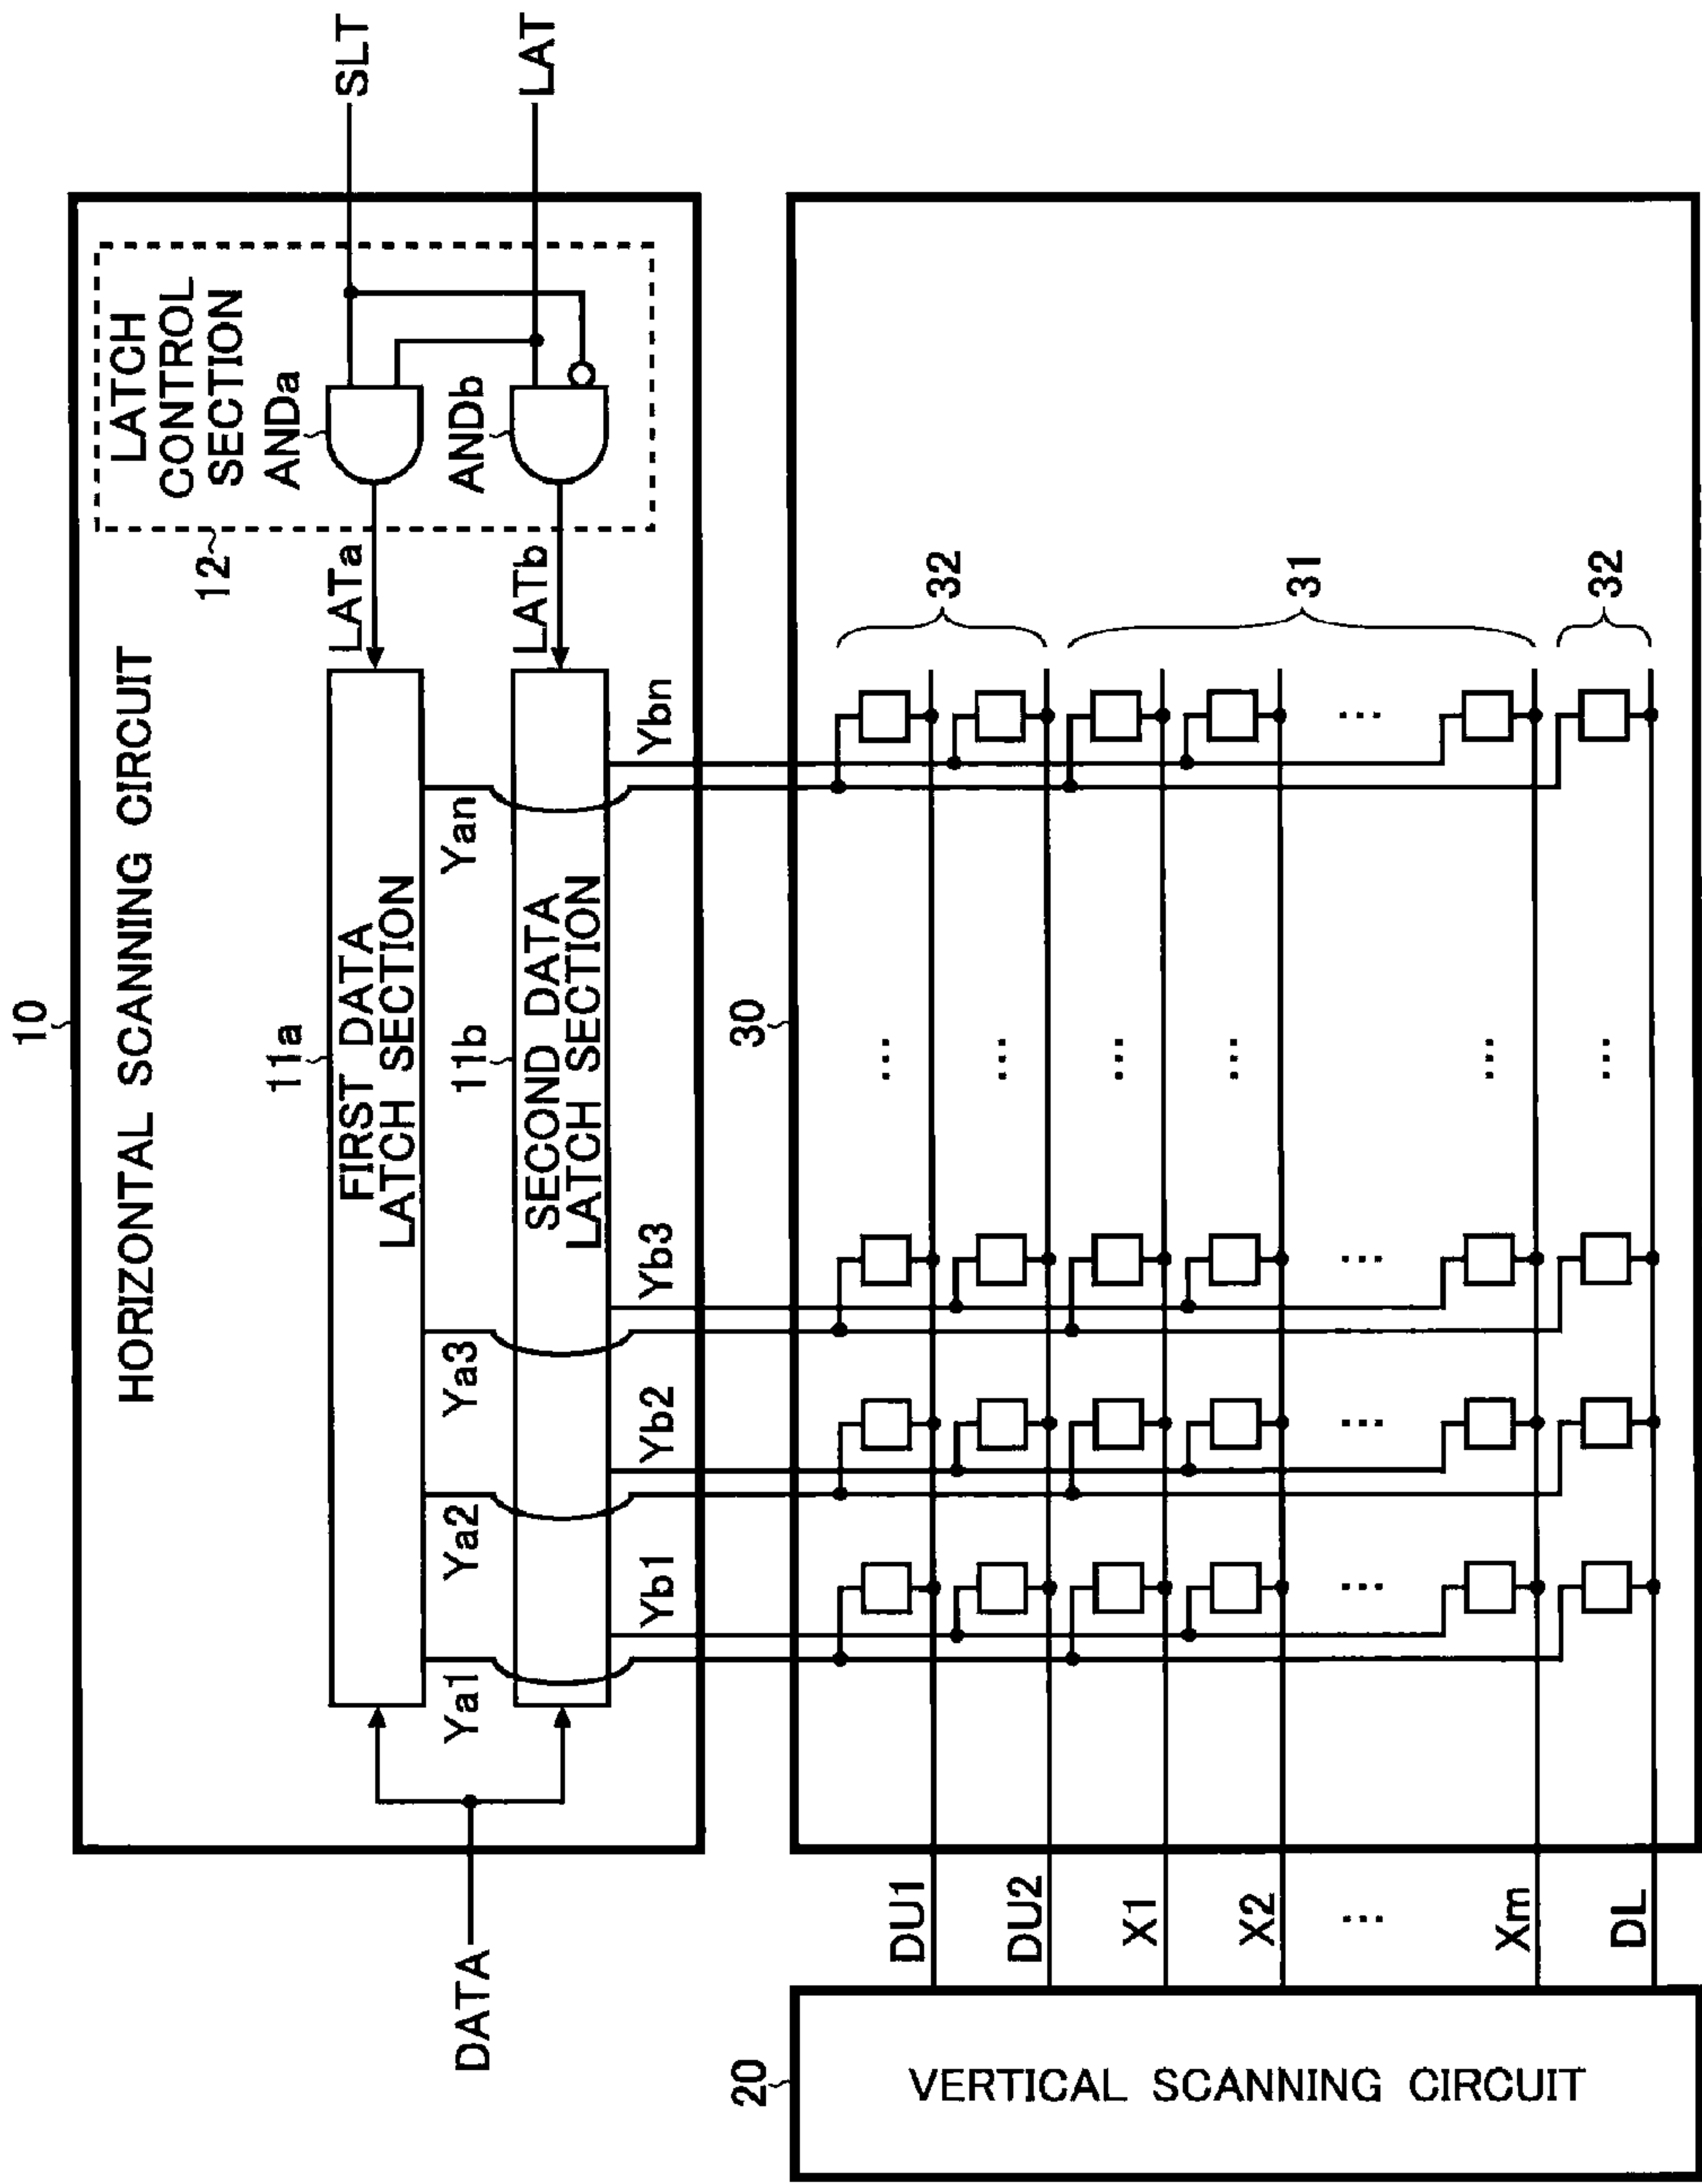 10
HORIZONTAL SCANNING CIRCUIT
LATCH
CONTROL
SECTION
12
SLT
LAT
ANDa
ANDb
LATa
LATb
11a
FIRST DATA
LATCH SECTION
11b
SECOND DATA
LATCH SECTION
DATA
Ya1
Ya2
Ya3
Yan
Yb1
Yb2
Yb3
Ybn
20
VERTICAL SCANNING CIRCUIT
30
DU1
DU2
X1
X2
...
Xm
DL
...
...
...
...
...
...
...
...
...
...
32
31
32